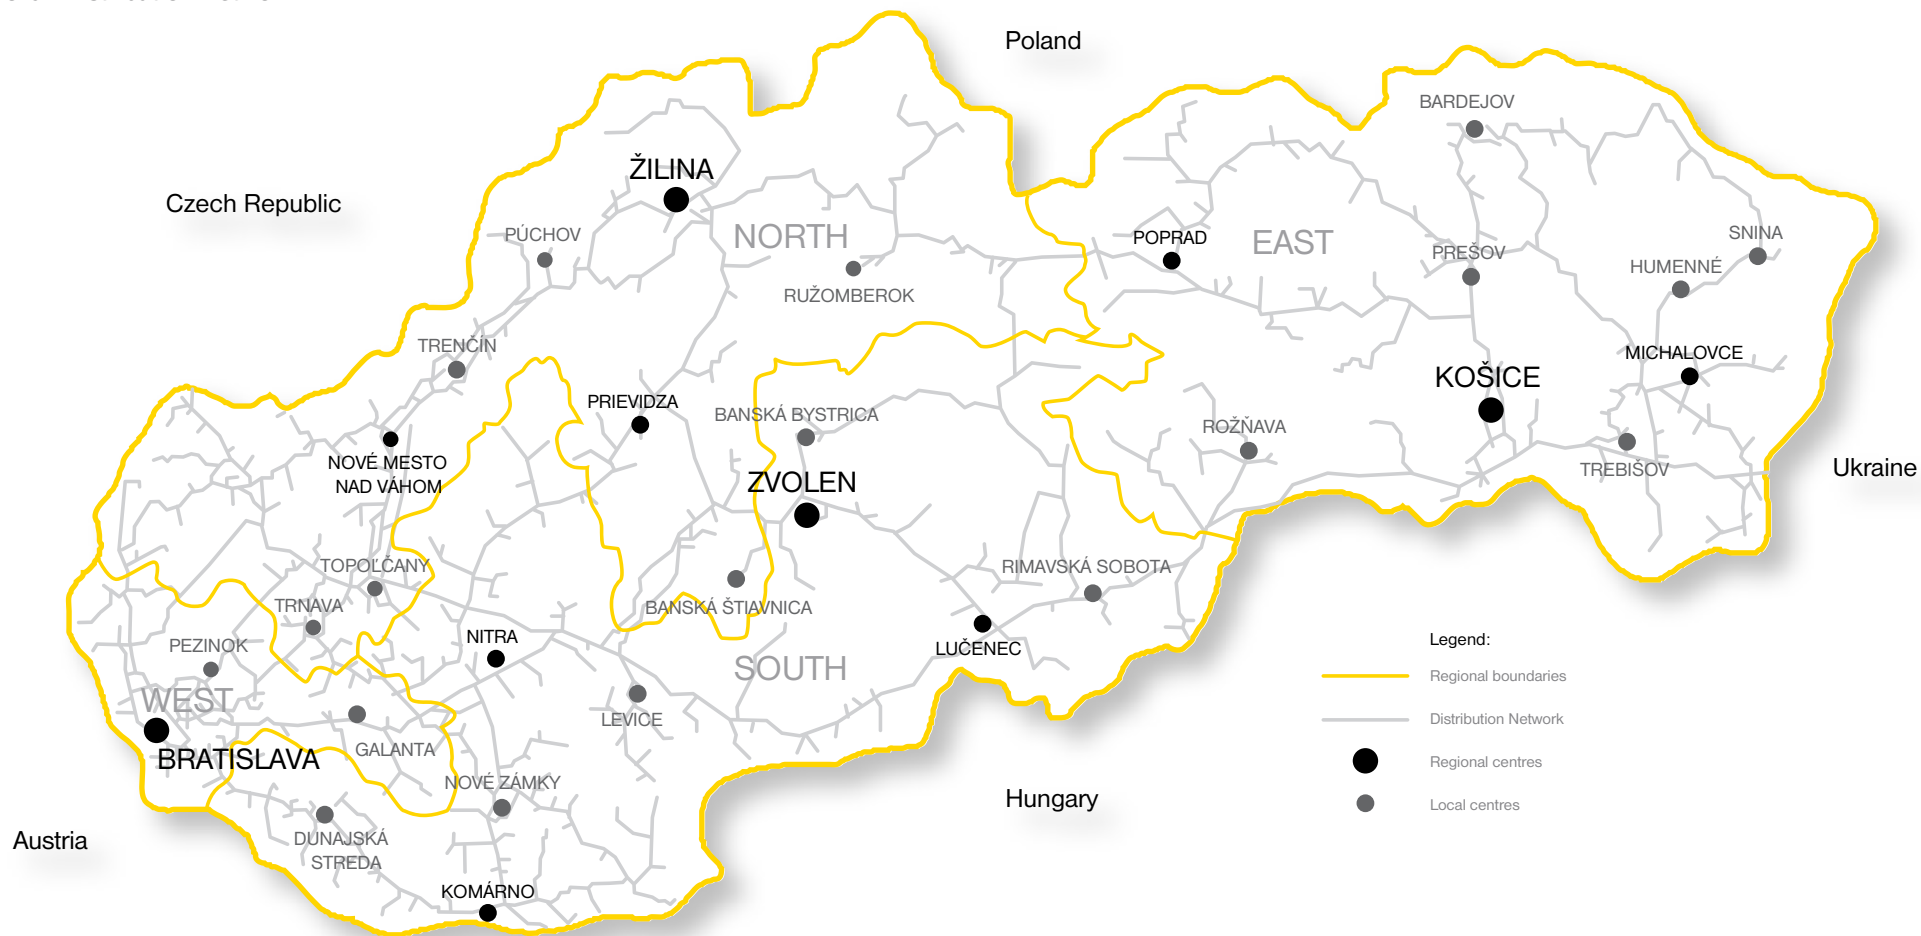 Poland
BARDEJOV
ŽILINA
Czech Republic
PÚCHOV
NORTH
POPRAD
EAST
PREŠOV
SNINA
HUMENNÉ
RUŽOMBEROK
TRENČÍN
MICHALOVCE
KOŠICE
PRIEVIDZA
BANSKÁ BYSTRICA
ROŽŇAVA
NOVÉ MESTO
NAD VÁHOM
ZVOLEN
TREBIŠOV
Ukraine
TOPOĽČANY
RIMAVSKÁ SOBOTA
TRNAVA
BANSKÁ ŠTIAVNICA
PEZINOK
NITRA
LUČENEC
SOUTH
WEST
LEVICE
GALANTA
BRATISLAVA
NOVÉ ZÁMKY
Hungary
Austria
DUNAJSKÁ
STREDA
KOMÁRNO
Legend:
Regional boundaries
Distribution Network
Regional centres
Local centres